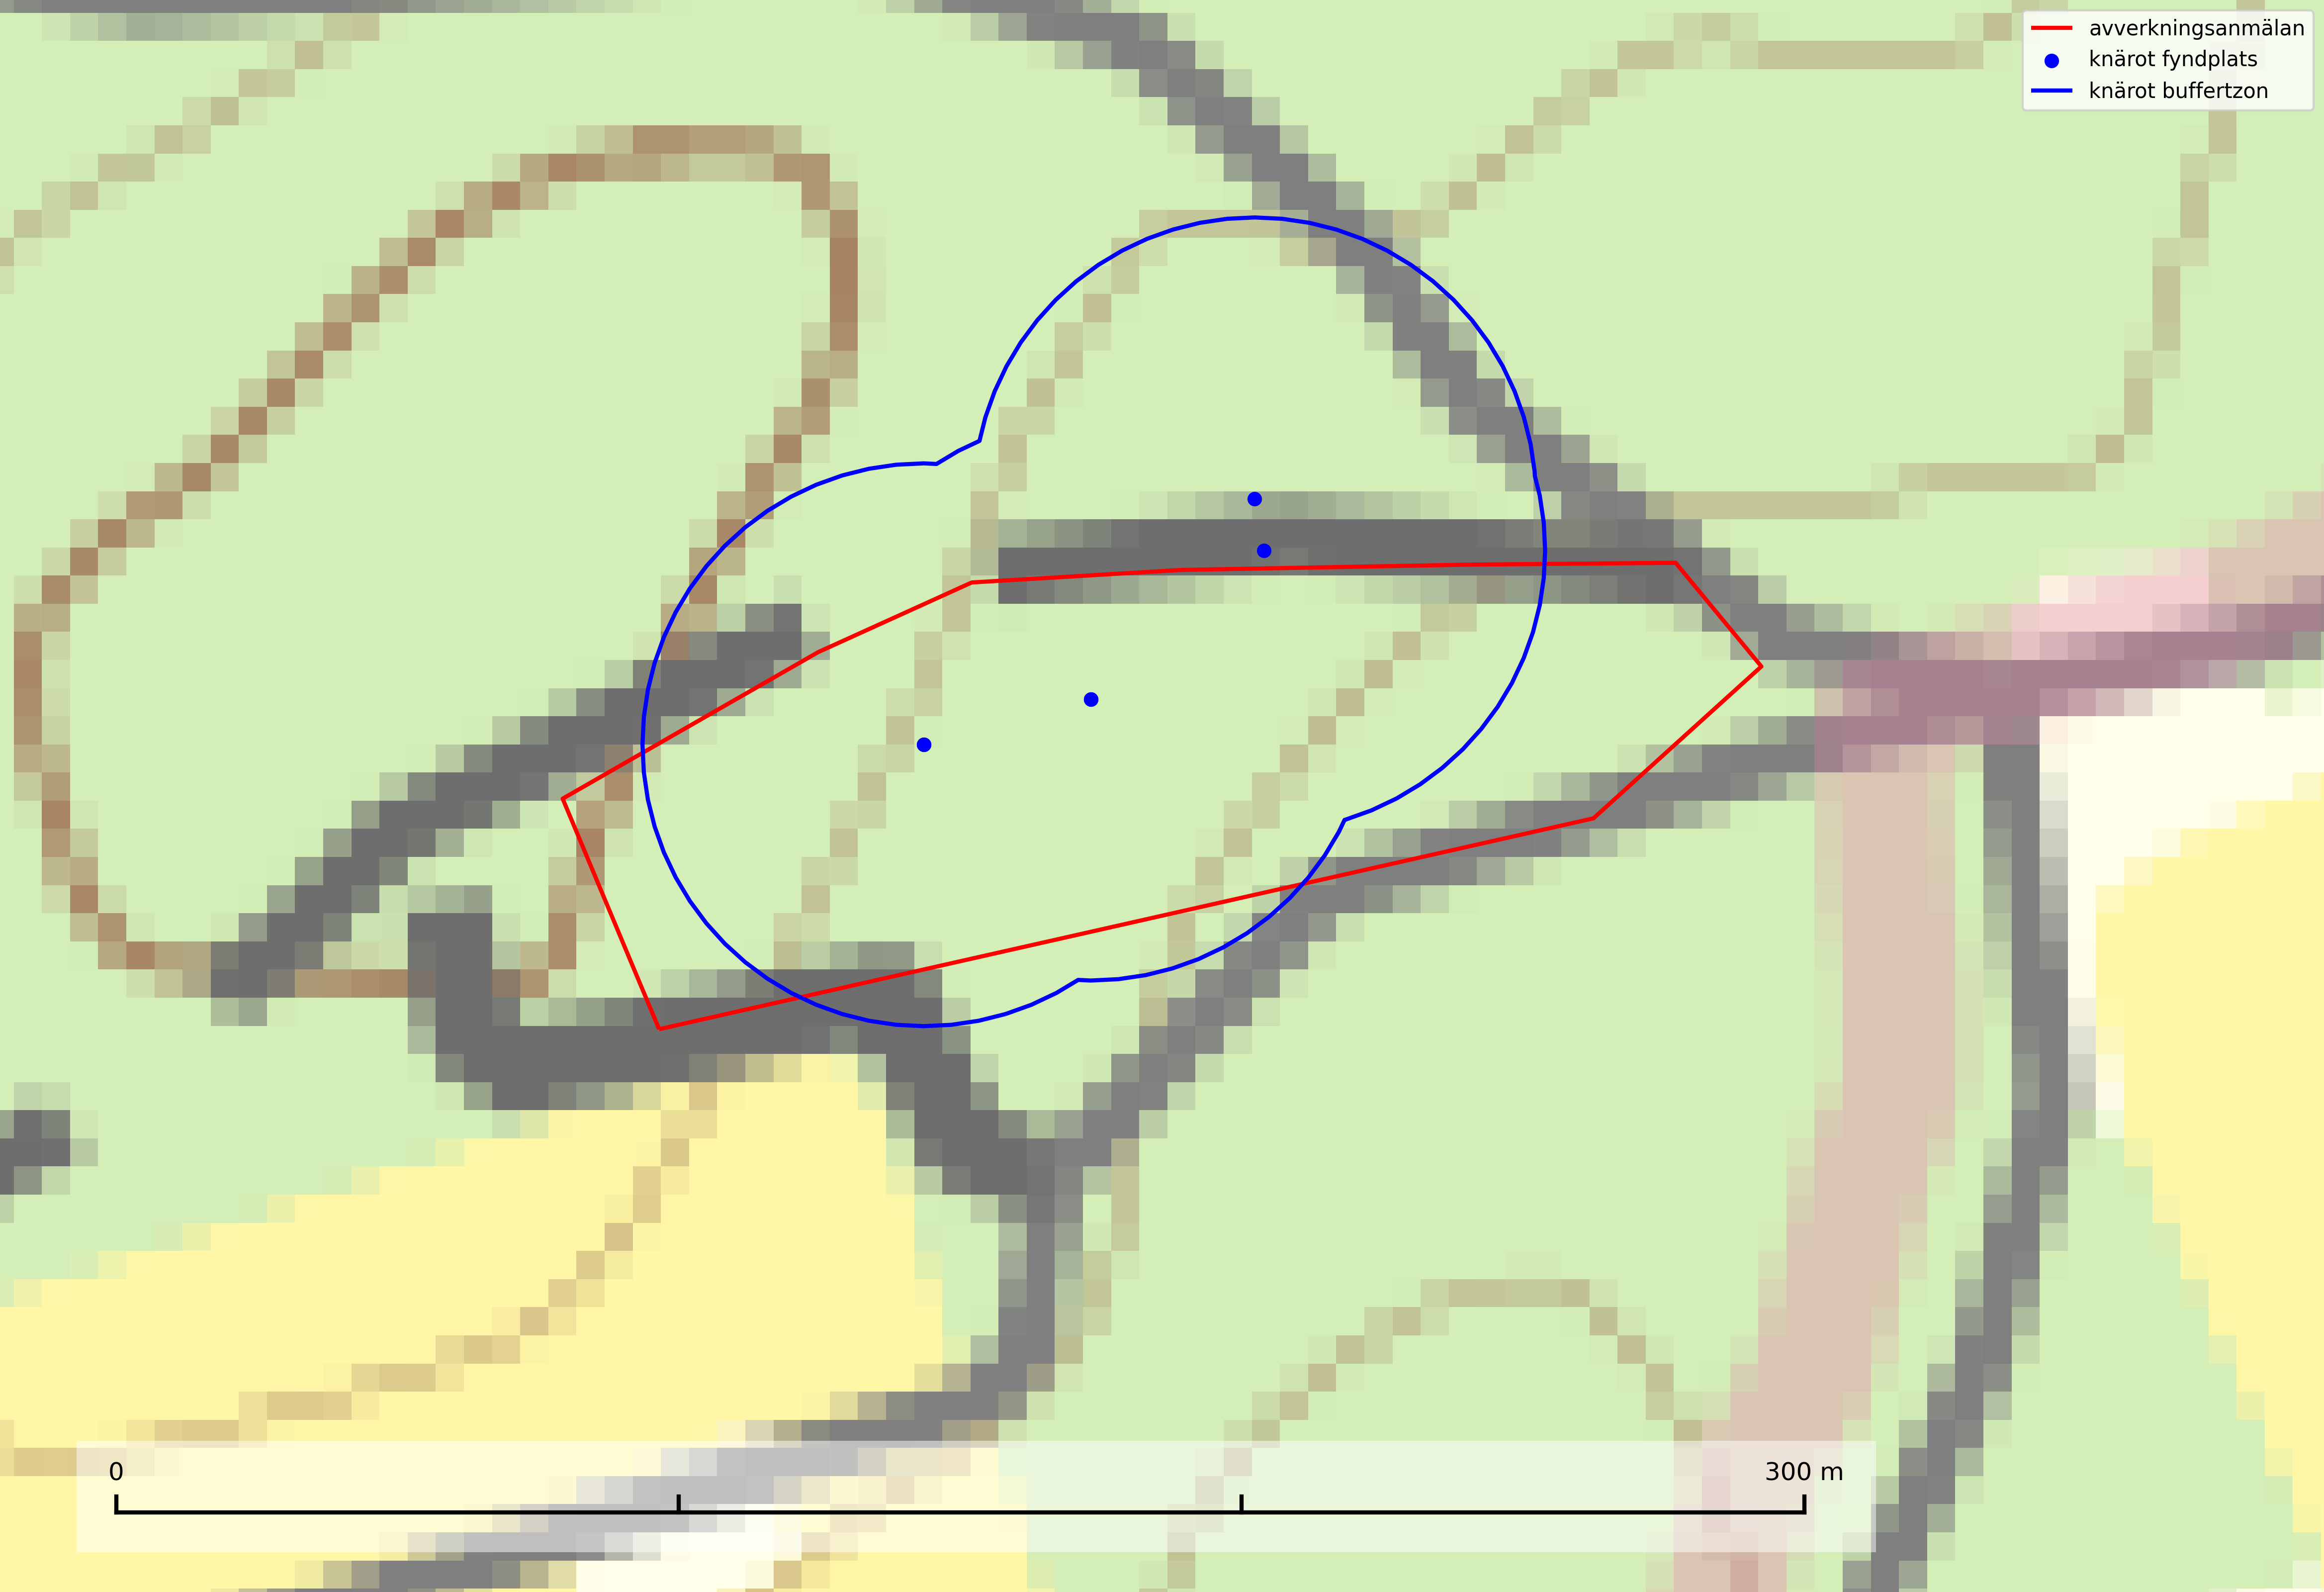 avverkningsanmälan
knärot fyndplats
knärot buffertzon
0
300 m